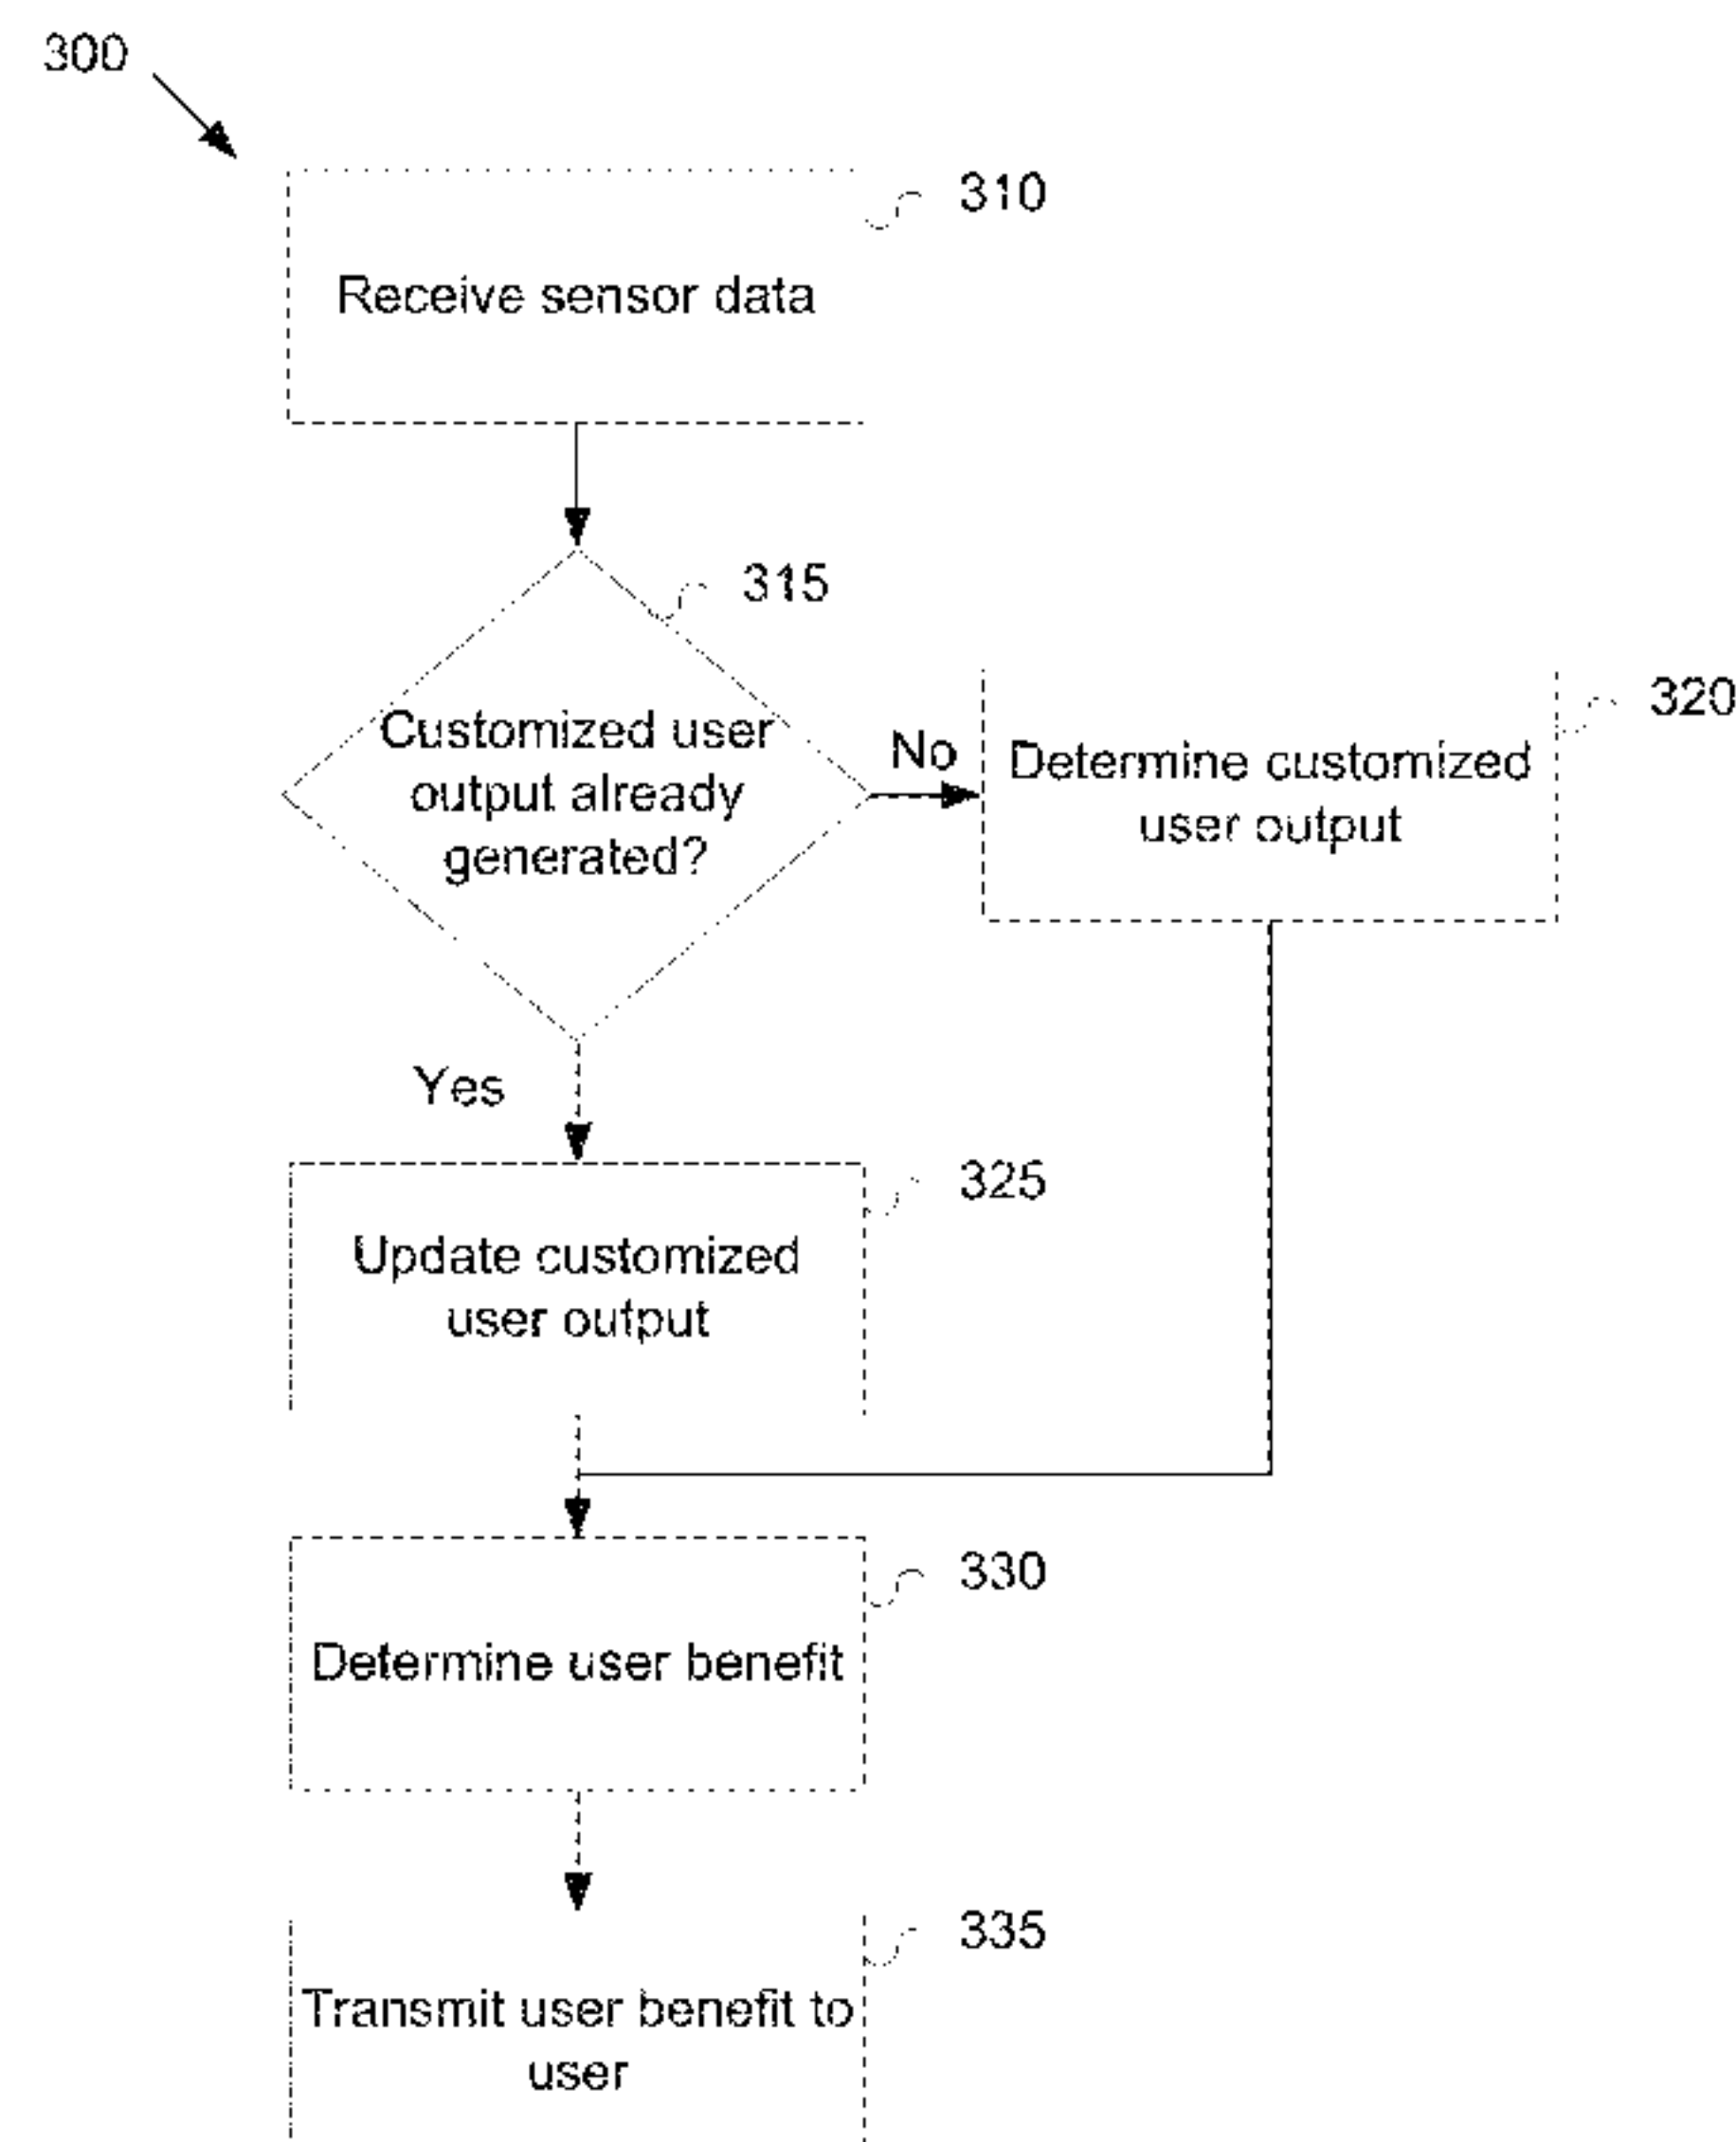 300
310
Receive sensor data
315
Customized user
output already
generated?
No
320
Determine customized
user output
Yes
325
Update customized
user output
330
Determine user benefit
335
Transmit user benefit to
user